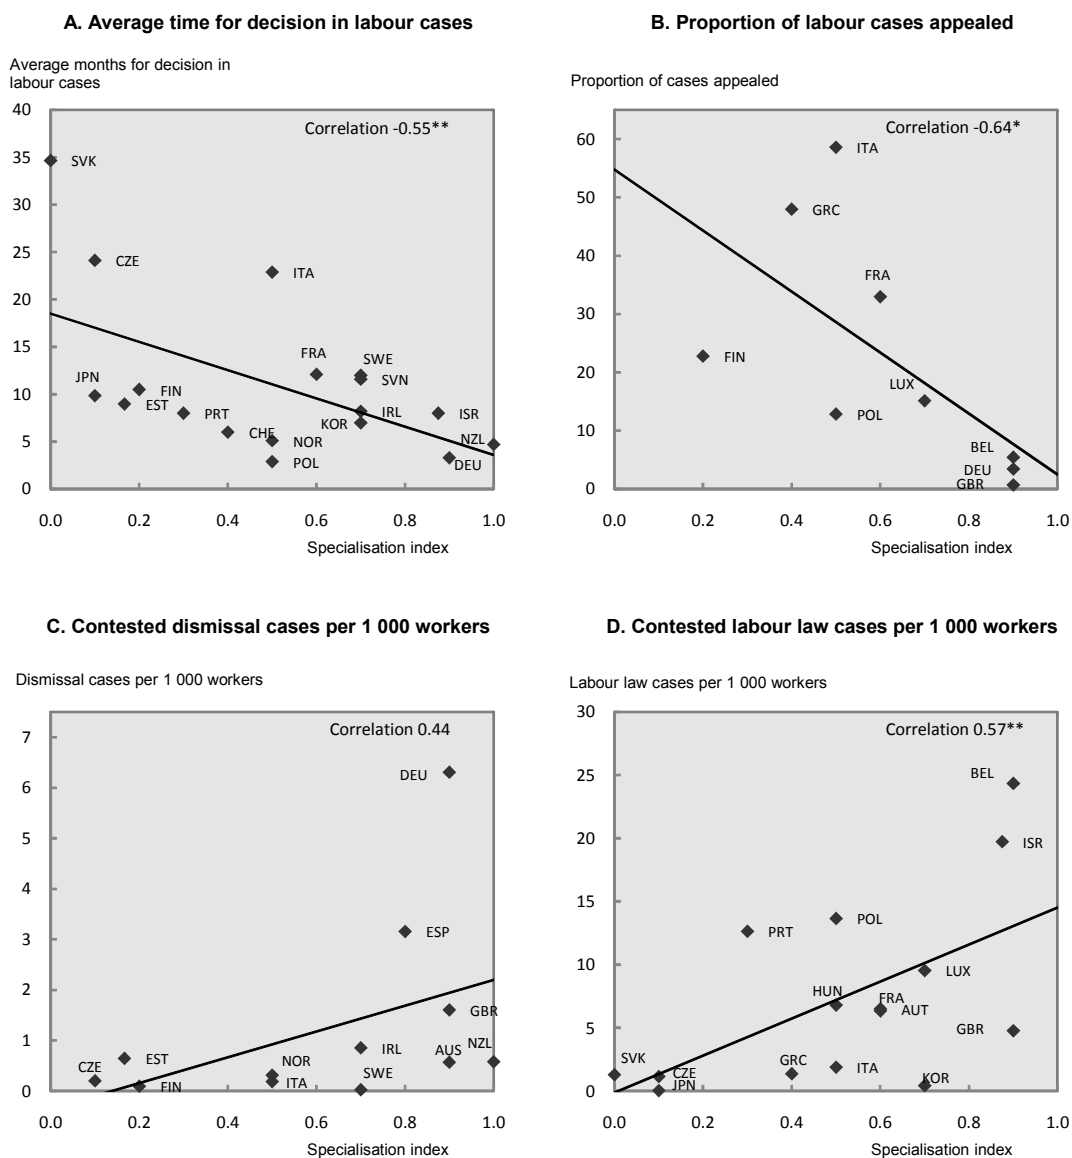 A. Average time for decision in labour cases
Average months for decision in
labour cases
Correlation -0.55**
40
35
30
25
20
15
10
5
0
SVK
CZE
ITA
FRA
SWE
SVN
JPN
FIN
EST
PRT
IRL
ISR
KOR
CHE
NOR
NZL
POL
DEU
0.0 0.2 0.4 0.6 0.8 1.0
Specialisation index
B. Proportion of labour cases appealed
Proportion of cases appealed
Correlation -0.64*
60
50
40
30
20
10
0
ITA
GRC
FRA
FIN
LUX
POL
BEL
DEU
GBR
0.0 0.2 0.4 0.6 0.8 1.0
Specialisation index
C. Contested dismissal cases per 1 000 workers
Dismissal cases per 1 000 workers
Correlation 0.44
7
6
5
4
3
2
1
0
DEU
ESP
GBR
NZL
AUS
IRL
EST
NOR
CZE
SWE
ITA
FIN
0.0 0.2 0.4 0.6 0.8 1.0
Specialisation index
D. Contested labour law cases per 1 000 workers
Labour law cases per 1 000 workers
Correlation 0.57**
30
25
20
15
10
5
0
BEL
ISR
POL
PRT
LUX
HUN
FRA
AUT
GBR
SVK
GRC
CZE
ITA
KOR
JPN
0.0 0.2 0.4 0.6 0.8 1.0
Specialisation index